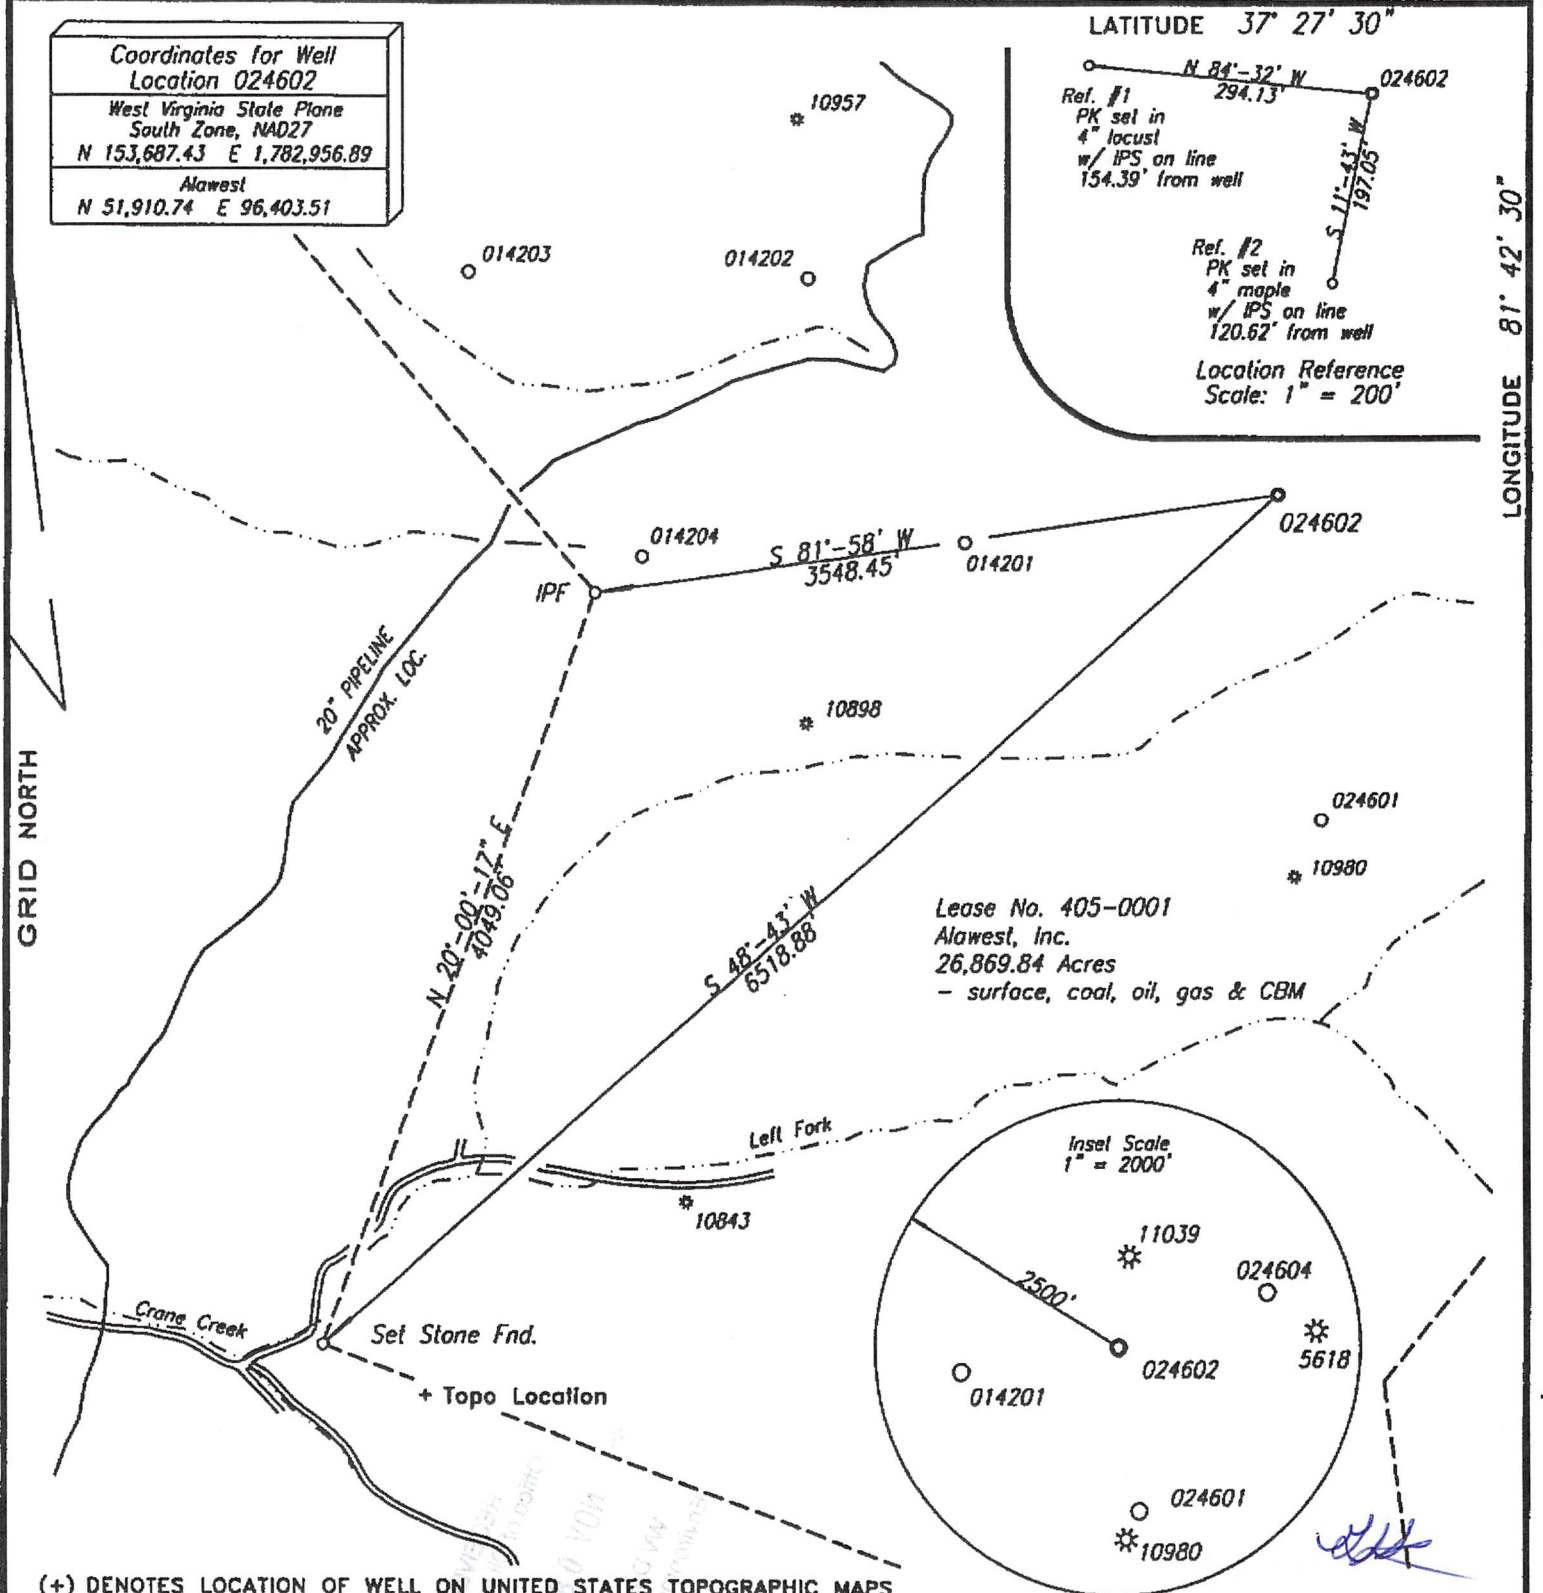 Coordinates for Well
Location 024602
West Virginia State Plane
South Zone, NAD27
N 153,687.43 E 1,782,956.89
Alawest
N 51,910.74 E 96,403.51
LATITUDE 37° 27' 30"
LONGITUDE 81° 42' 30"
N 84°-32' W
294.13'
024602
Ref. #1
PK set in
4" locust
w/ IPS on line
154.39' from well
S 11°-43' W
197.05'
Ref. #2
PK set in
4" maple
w/ IPS on line
120.62' from well
Location Reference
Scale: 1" = 200'
10957
014203
014202
024602
014204
S 81°-58' W
3548.45'
014201
IPF
20" PIPELINE
APPROX. LOC.
10898
GRID NORTH
024601
10980
N 20°-00'-17" E
4049.06'
S 48°-43' W
6518.88'
Lease No. 405-0001
Alawest, Inc.
26,869.84 Acres
- surface, coal, oil, gas & CBM
Left Fork
10843
Inset Scale
1" = 2000'
11039
024604
2500'
5618
024602
014201
024601
10980
Crane Creek
Set Stone Fnd.
+ Topo Location
(+) DENOTES LOCATION OF WELL ON UNITED STATES TOPOGRAPHIC MAPS